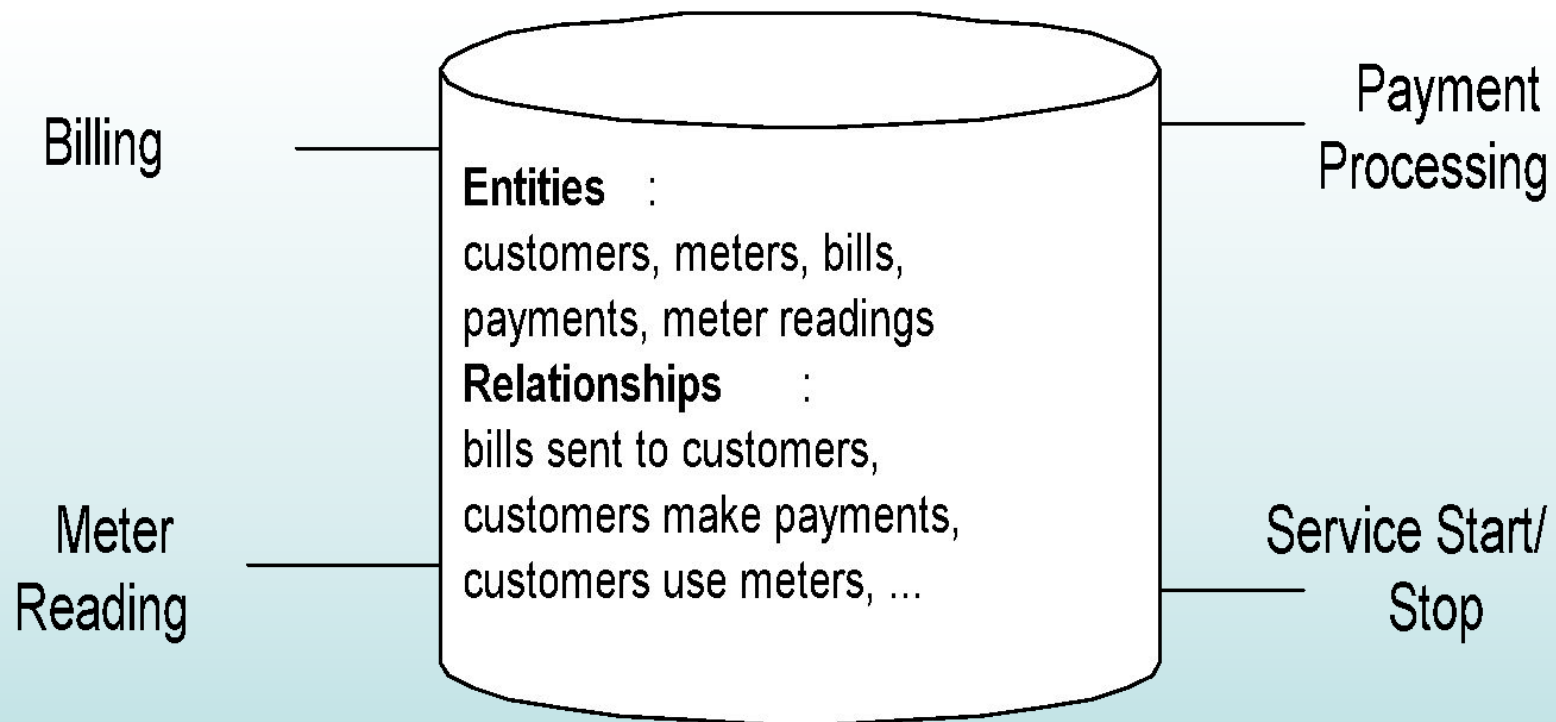 Billing
Meter
Reading
Entities :
customers, meters, bills,
payments, meter readings
Relationships :
bills sent to customers,
customers make payments,
customers use meters, ...
Payment
Processing
Service Start/
Stop